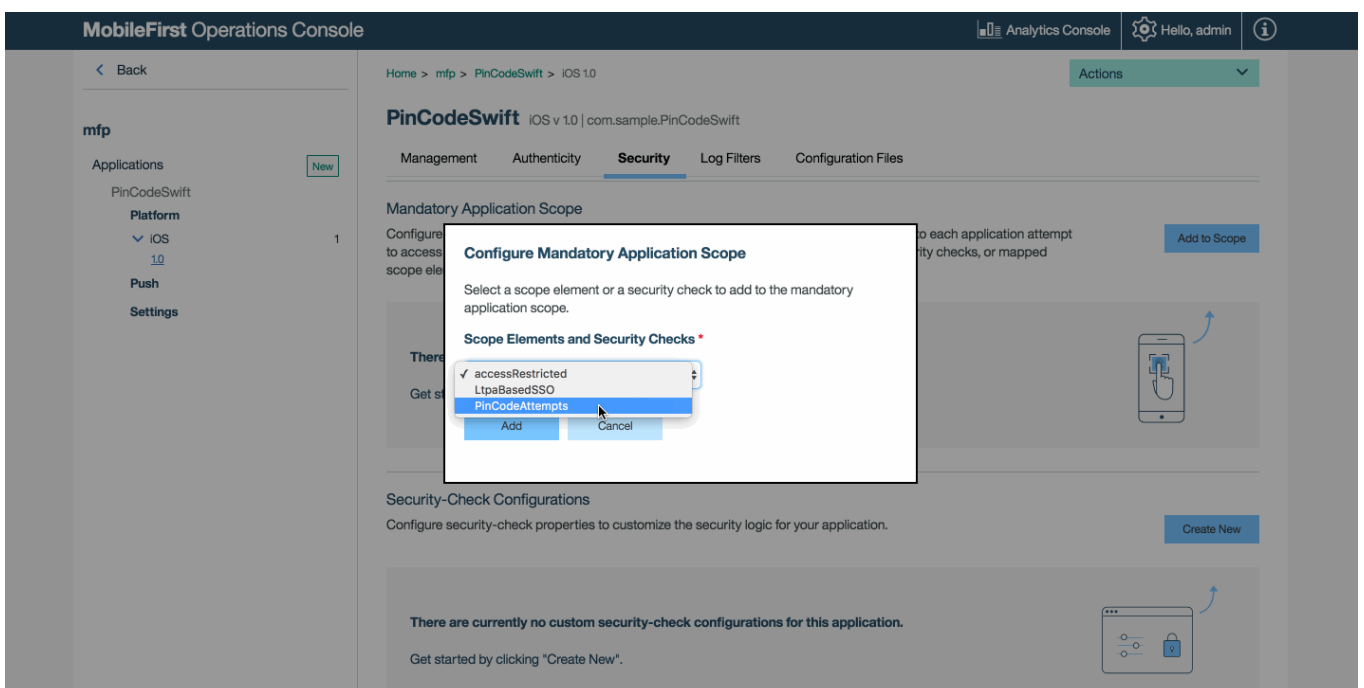 MobileFirst Operations Console
Analytics Console
Hello, admin
Back
mfp
Applications
New
PinCodeSwift
Platform
iOS
1
1.0
Push
Settings
Home > mfp > PinCodeSwift > iOS 1.0
Actions
PinCodeSwift iOS v 1.0 | com.sample.PinCodeSwift
Management Authenticity Security Log Filters Configuration Files
Mandatory Application Scope
Configure
to each application attempt
to access
scope ele
Add to Scope
There
Get st
Configure Mandatory Application Scope
Select a scope element or a security check to add to the mandatory
application scope.
Scope Elements and Security Checks *
✓ accessRestricted
LtpaBasedSSO
PinCodeAttempts
Add
Cancel
Security-Check Configurations
Configure security-check properties to customize the security logic for your application.
Create New
There are currently no custom security-check configurations for this application.
Get started by clicking "Create New".